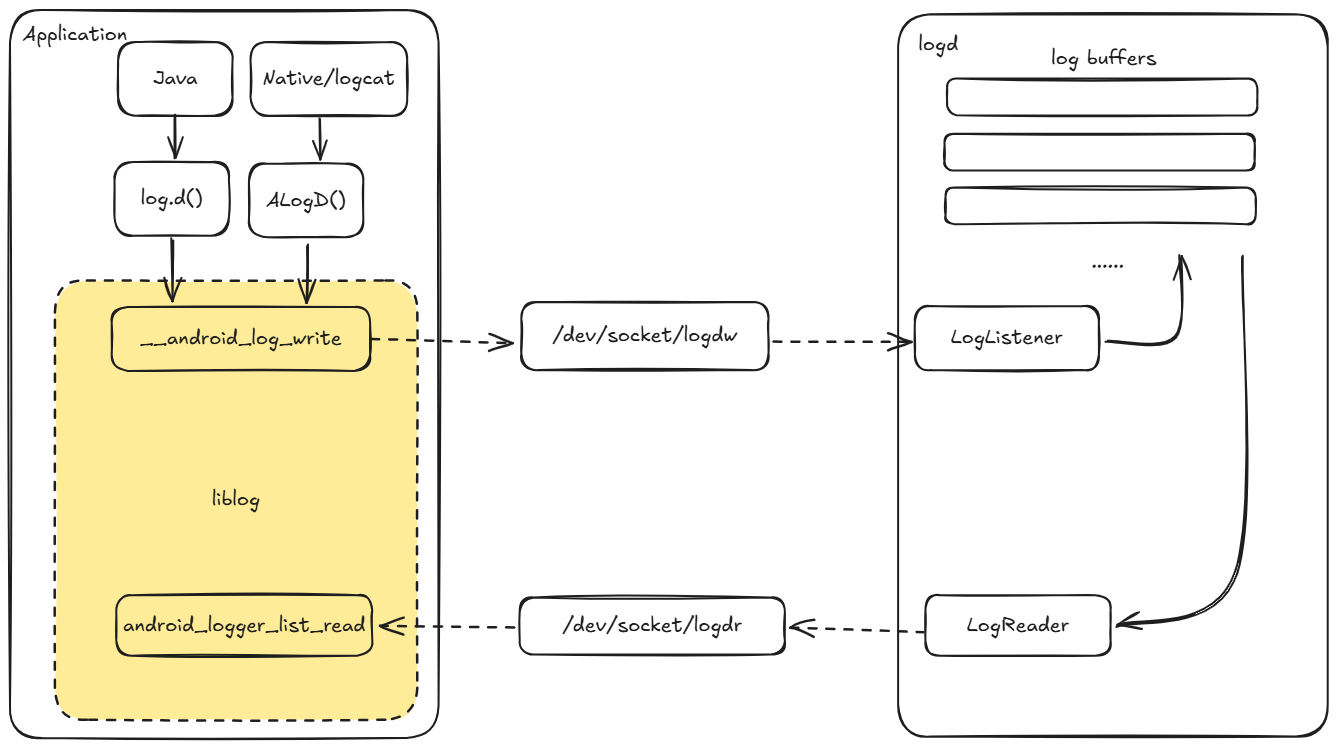 Application
Java
Native/logcat
log.d()
ALogD()
__android_log_write
liblog
android_logger_list_read
/dev/socket/logdw
/dev/socket/logdr
logd
log buffers
......
LogListener
LogReader